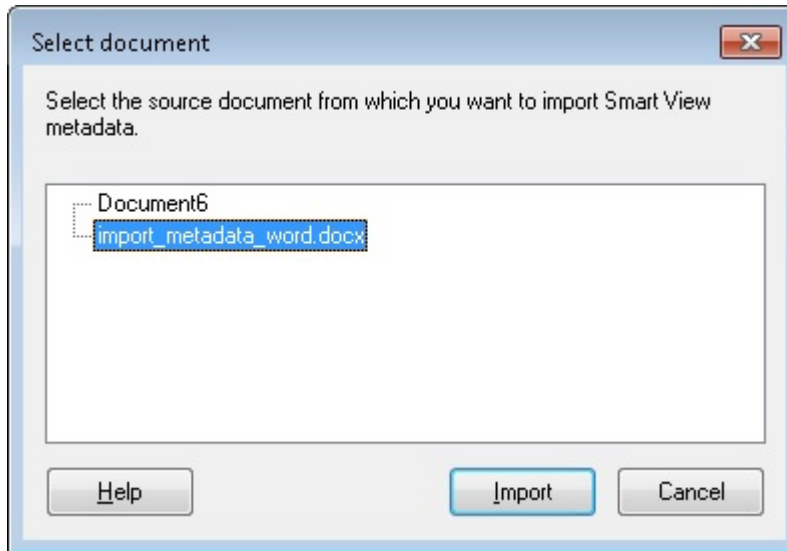 Select document
Select the source document from which you want to import Smart View
metadata.
Document6
import_metadata_word.docx
Help
Import
Cancel